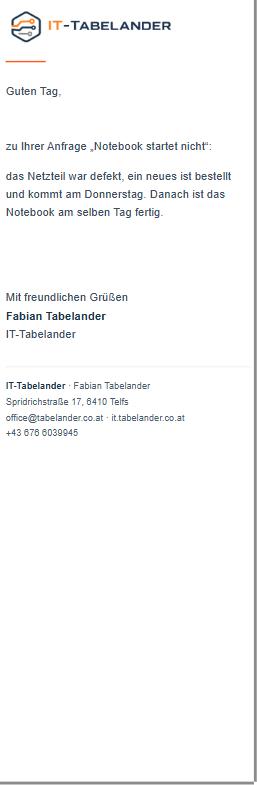 IT-TABELANDER
Guten Tag,
zu Ihrer Anfrage „Notebook startet nicht“:
das Netzteil war defekt, ein neues ist bestellt
und kommt am Donnerstag. Danach ist das
Notebook am selben Tag fertig.
Mit freundlichen Grüßen
Fabian Tabelander
IT-Tabelander
IT-Tabelander · Fabian Tabelander
Spridrichstraße 17, 6410 Telfs
office@tabelander.co.at · it.tabelander.co.at
+43 676 6039945